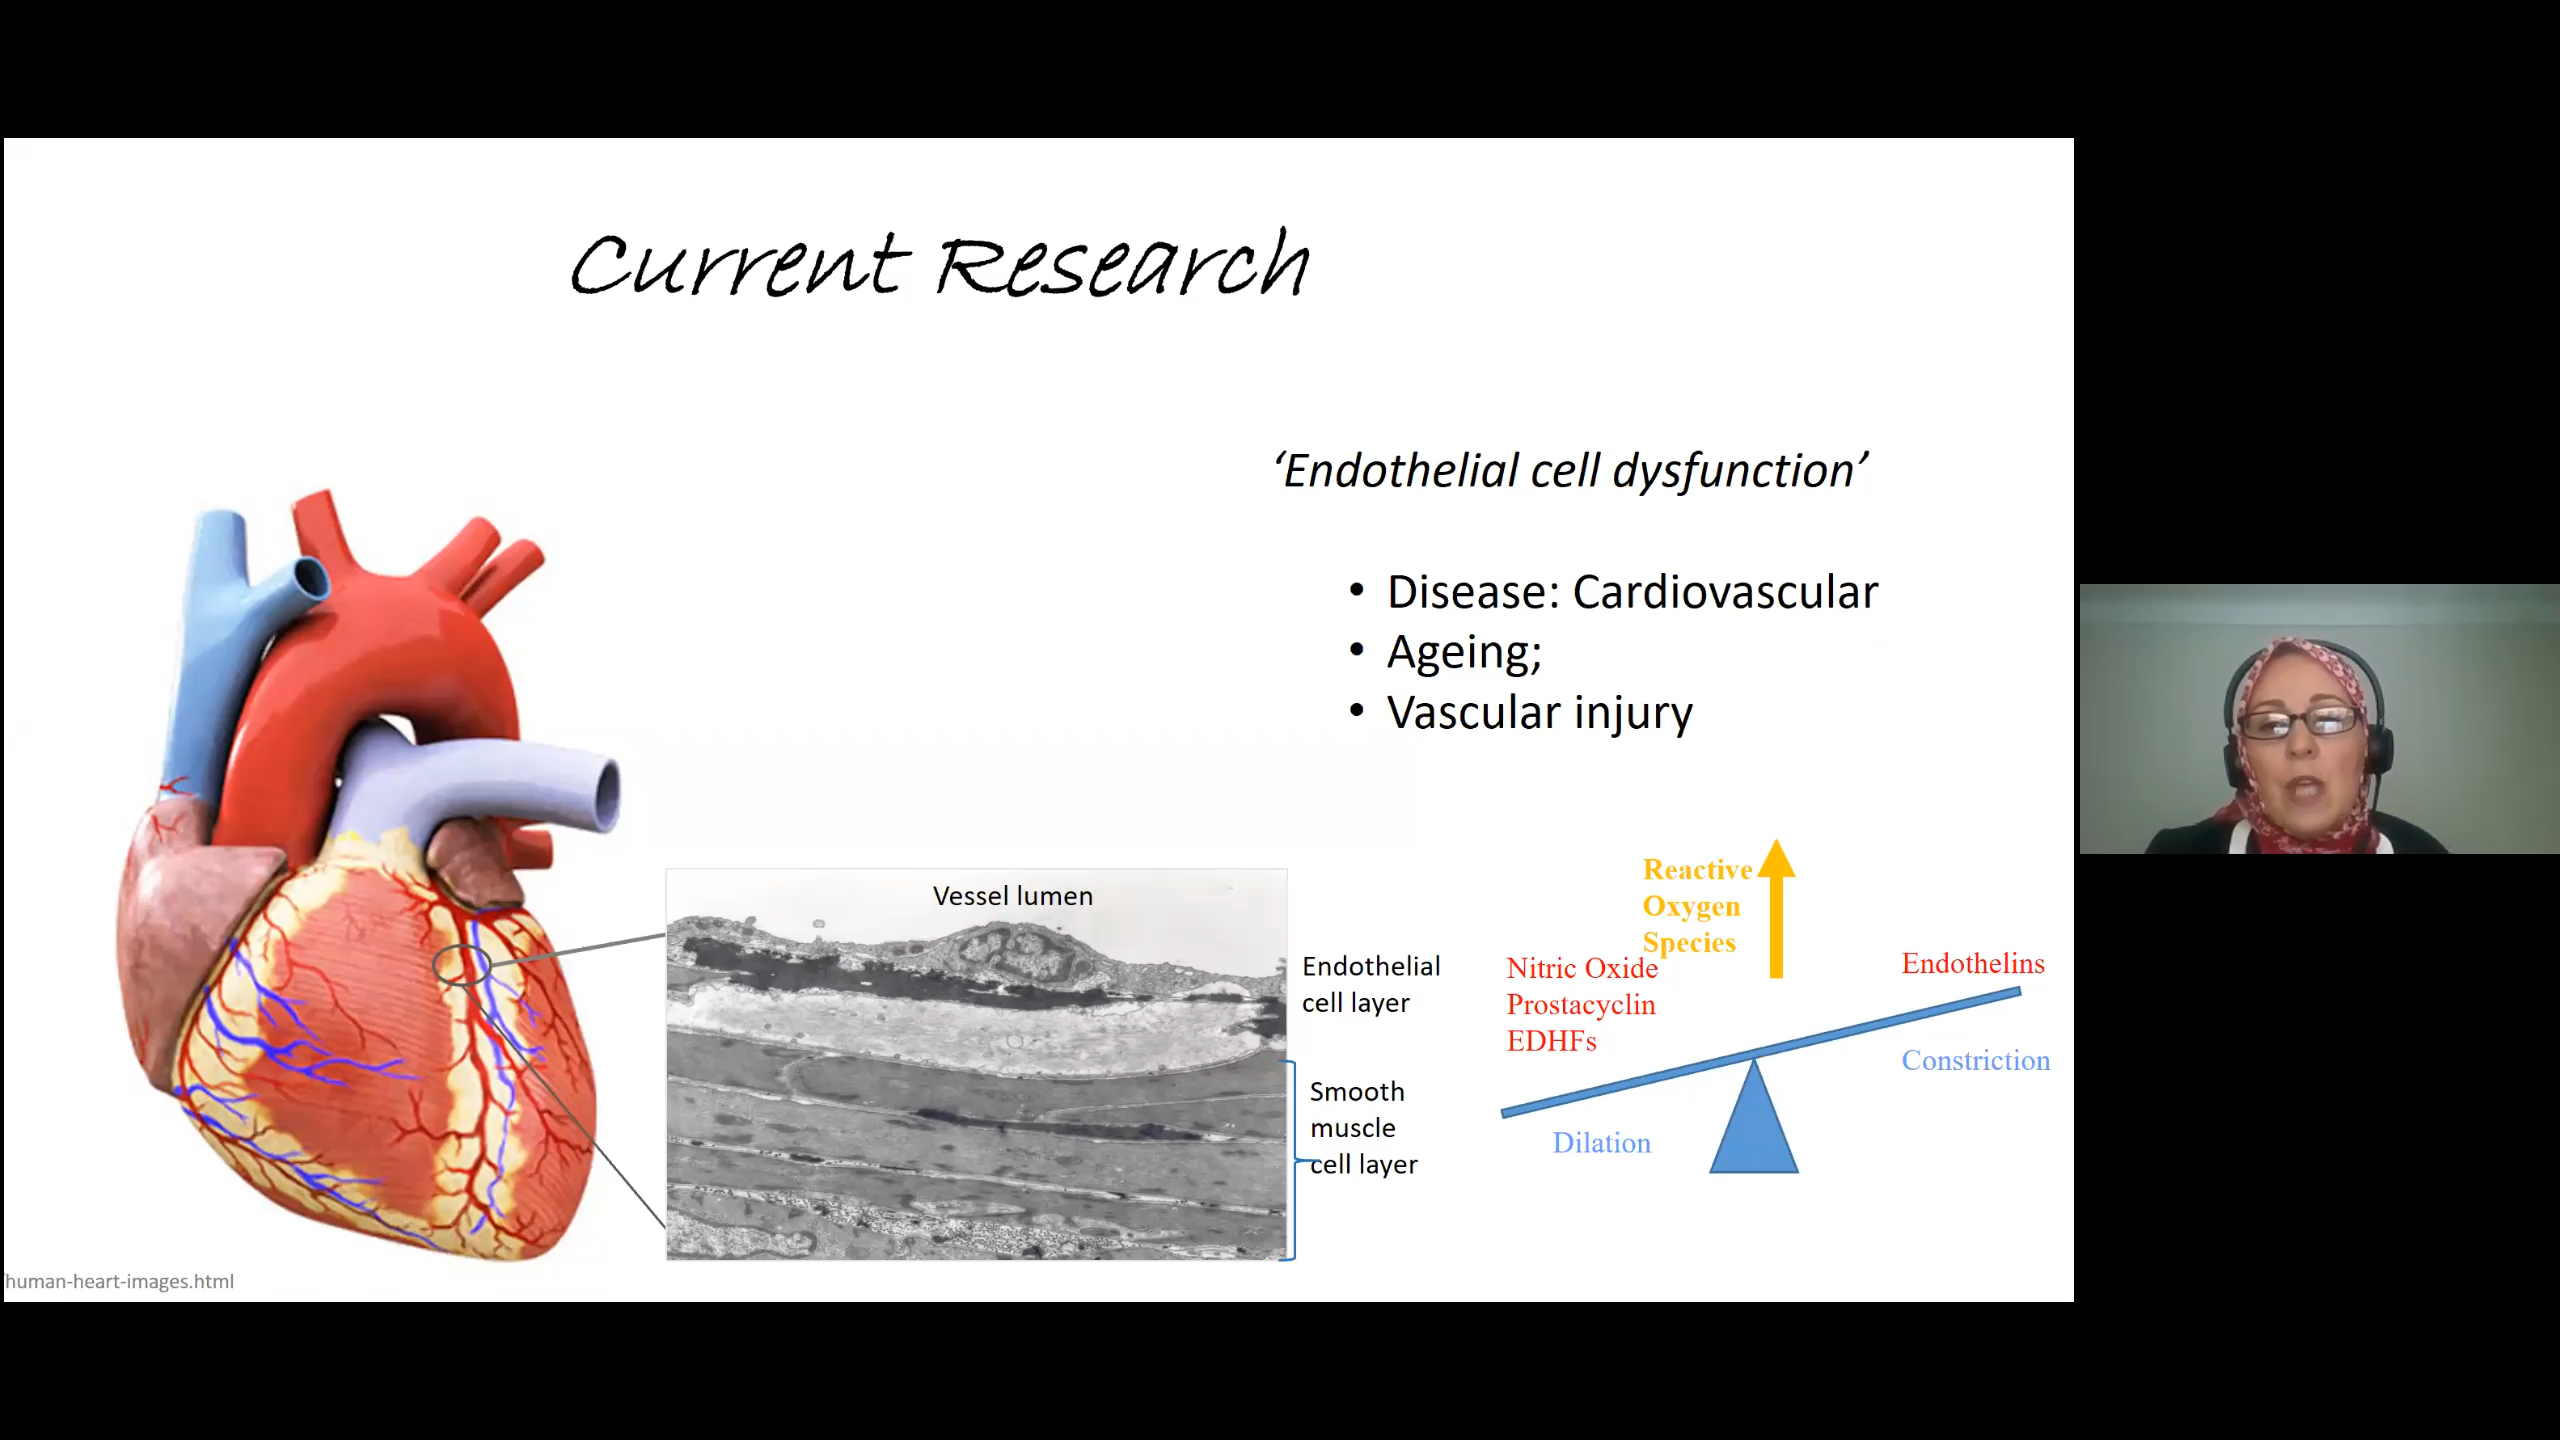 Current Research
‘Endothelial cell dysfunction’
• Disease: Cardiovascular
• Ageing;
• Vascular injury
Vessel lumen
Endothelial
cell layer
Smooth
muscle
cell layer
Reactive
Oxygen
Species
Nitric Oxide
Prostacyclin
EDHFs
Endothelins
Constriction
Dilation
/human-heart-images.html